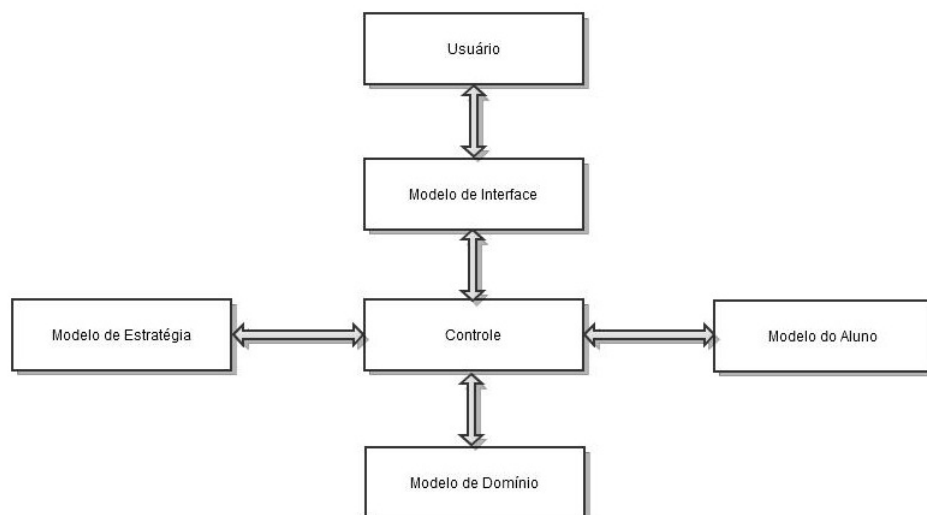 Usuário
Modelo de Interface
Modelo de Estratégia
Controle
Modelo do Aluno
Modelo de Domínio